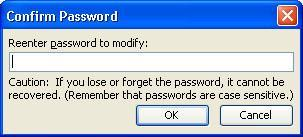 Confirm Password
Reenter password to modify:
Caution:  If you lose or forget the password, it cannot be
recovered. (Remember that passwords are case sensitive.)
OK
Cancel